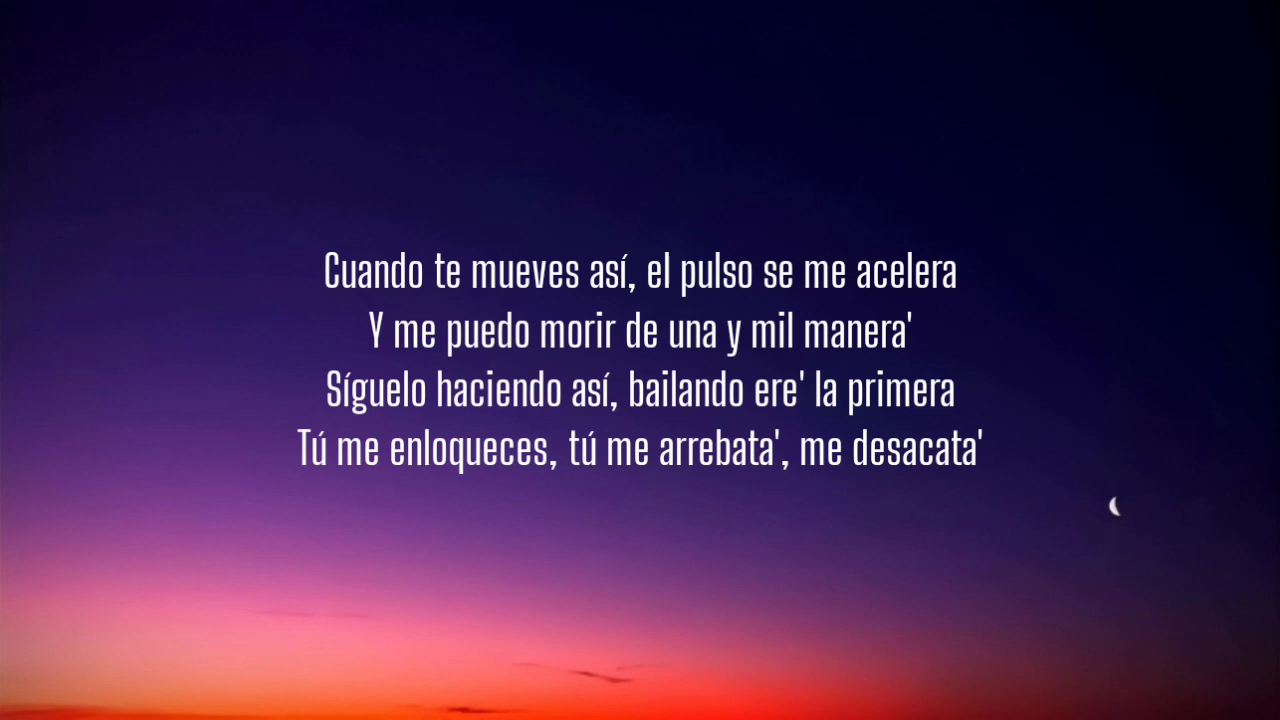 Cuando te mueves así, el pulso se me acelera
Y me puedo morir de una y mil manera'
Síguelo haciendo así, bailando ere' la primera
Tú me enloqueces, tú me arrebata', me desacata'